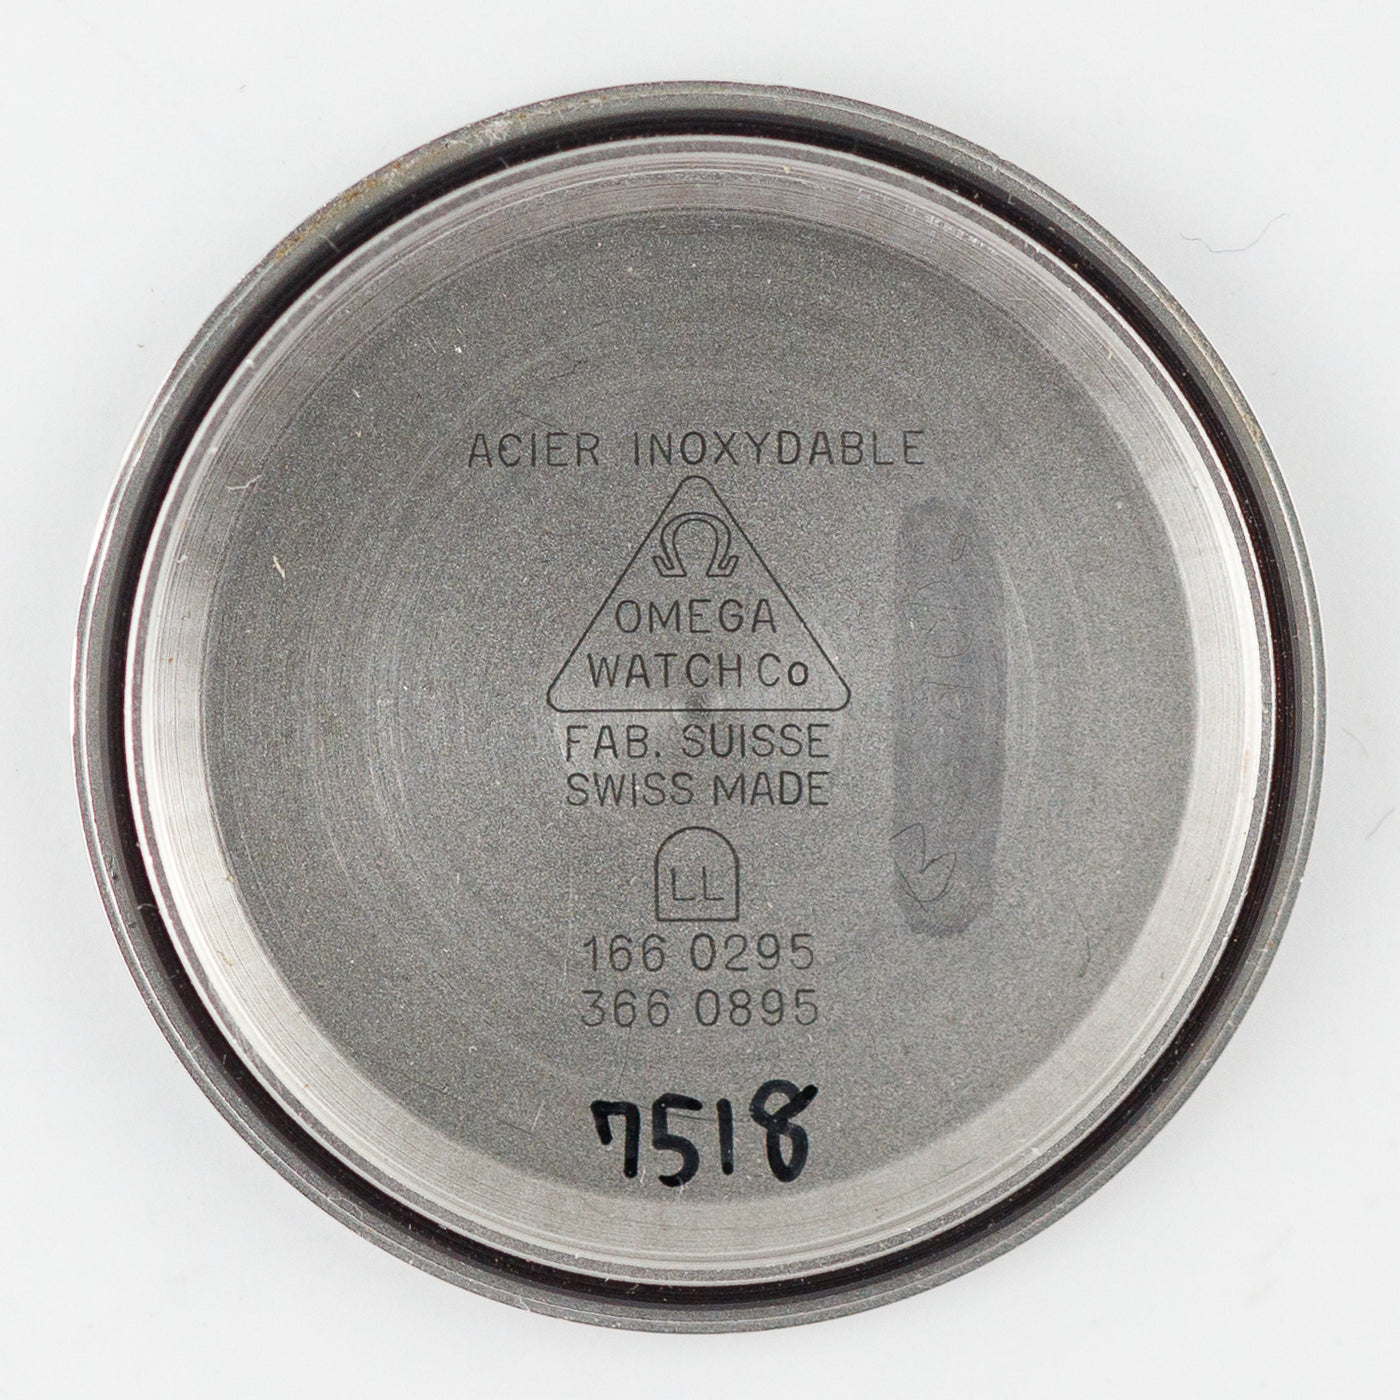 ACIER INOXYDABLE
Ω
OMEGA
WATCH Co
FAB. SUISSE
SWISS MADE
LL
166 0295
366 0895
7518